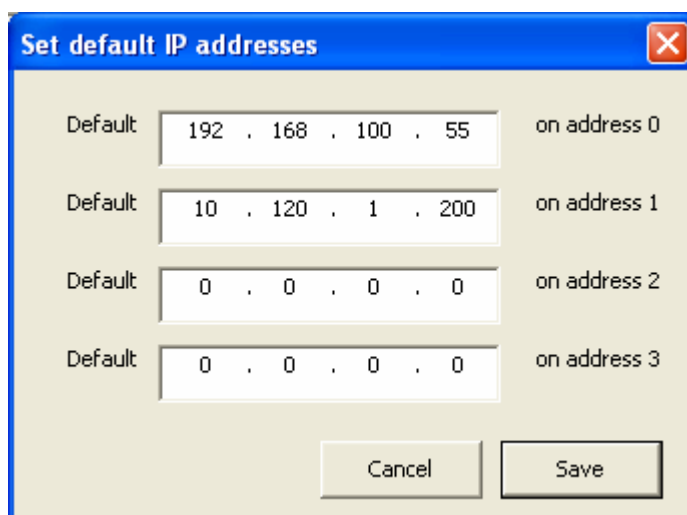 Set default IP addresses
Default 192 . 168 . 100 . 55 on address 0
Default 10 . 120 . 1 . 200 on address 1
Default 0 . 0 . 0 . 0 on address 2
Default 0 . 0 . 0 . 0 on address 3
Cancel Save